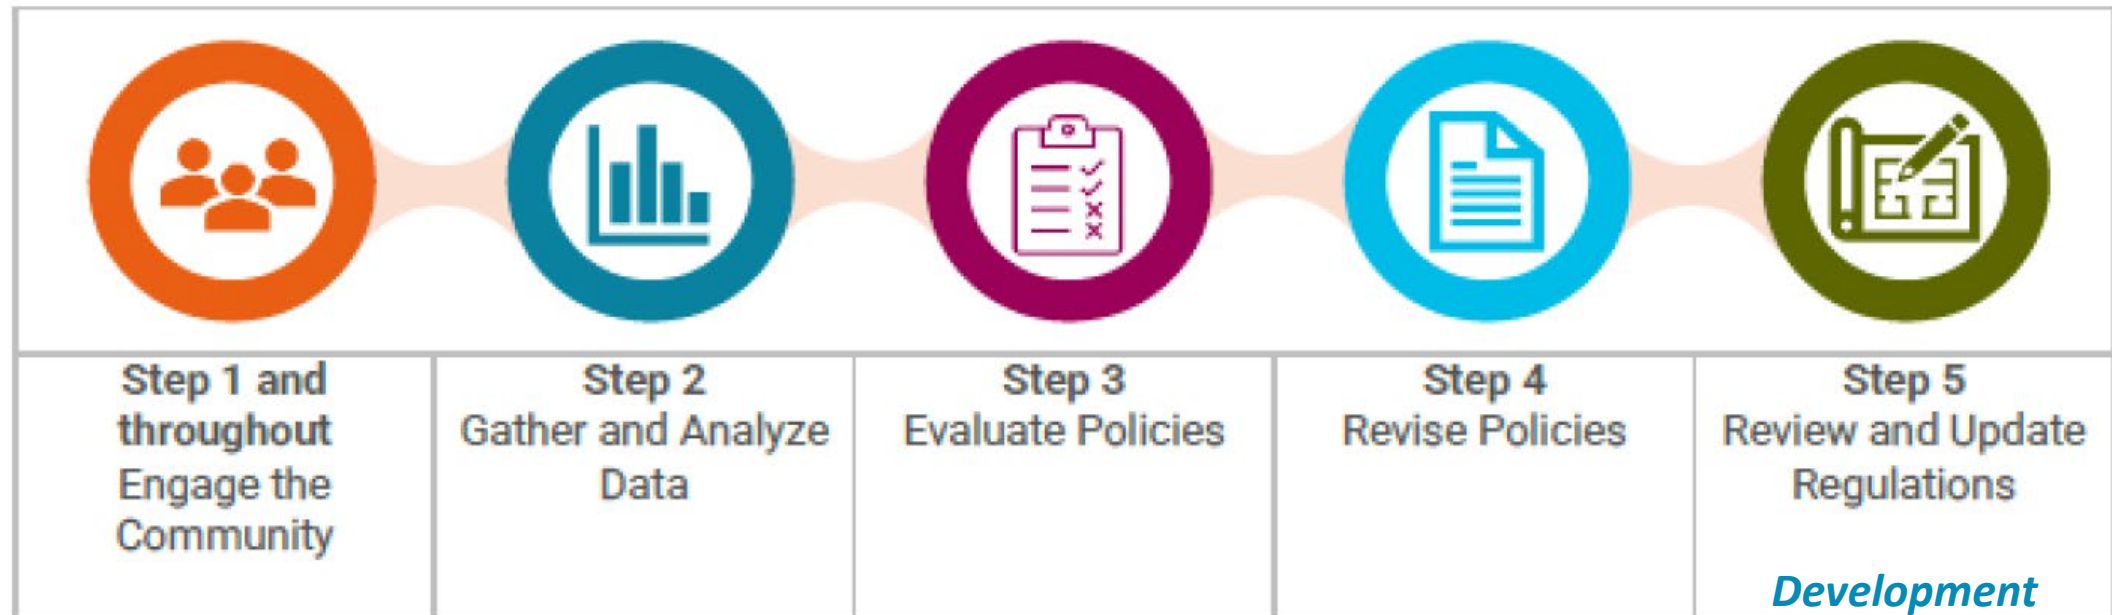 Step 1 and
throughout
Engage the
Community
Step 2
Gather and Analyze
Data
Step 3
Evaluate Policies
Step 4
Revise Policies
Step 5
Review and Update
Regulations
Development